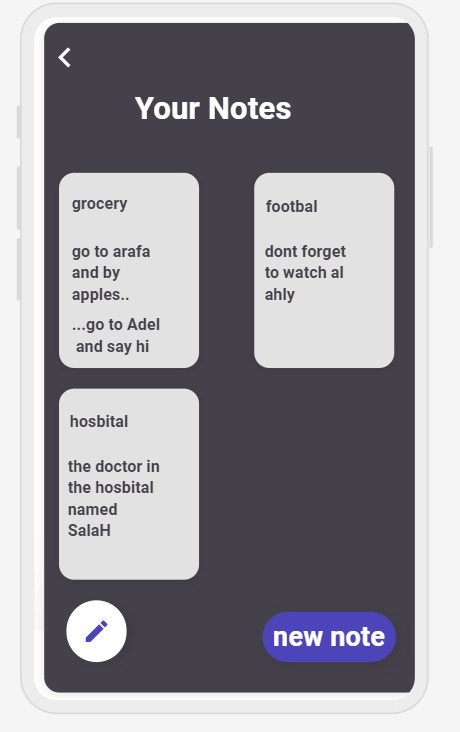 Your Notes
grocery
go to arafa
and by
apples..
...go to Adel
and say hi
footbal
dont forget
to watch al
ahly
hosbital
the doctor in
the hosbital
named
SalaH
new note